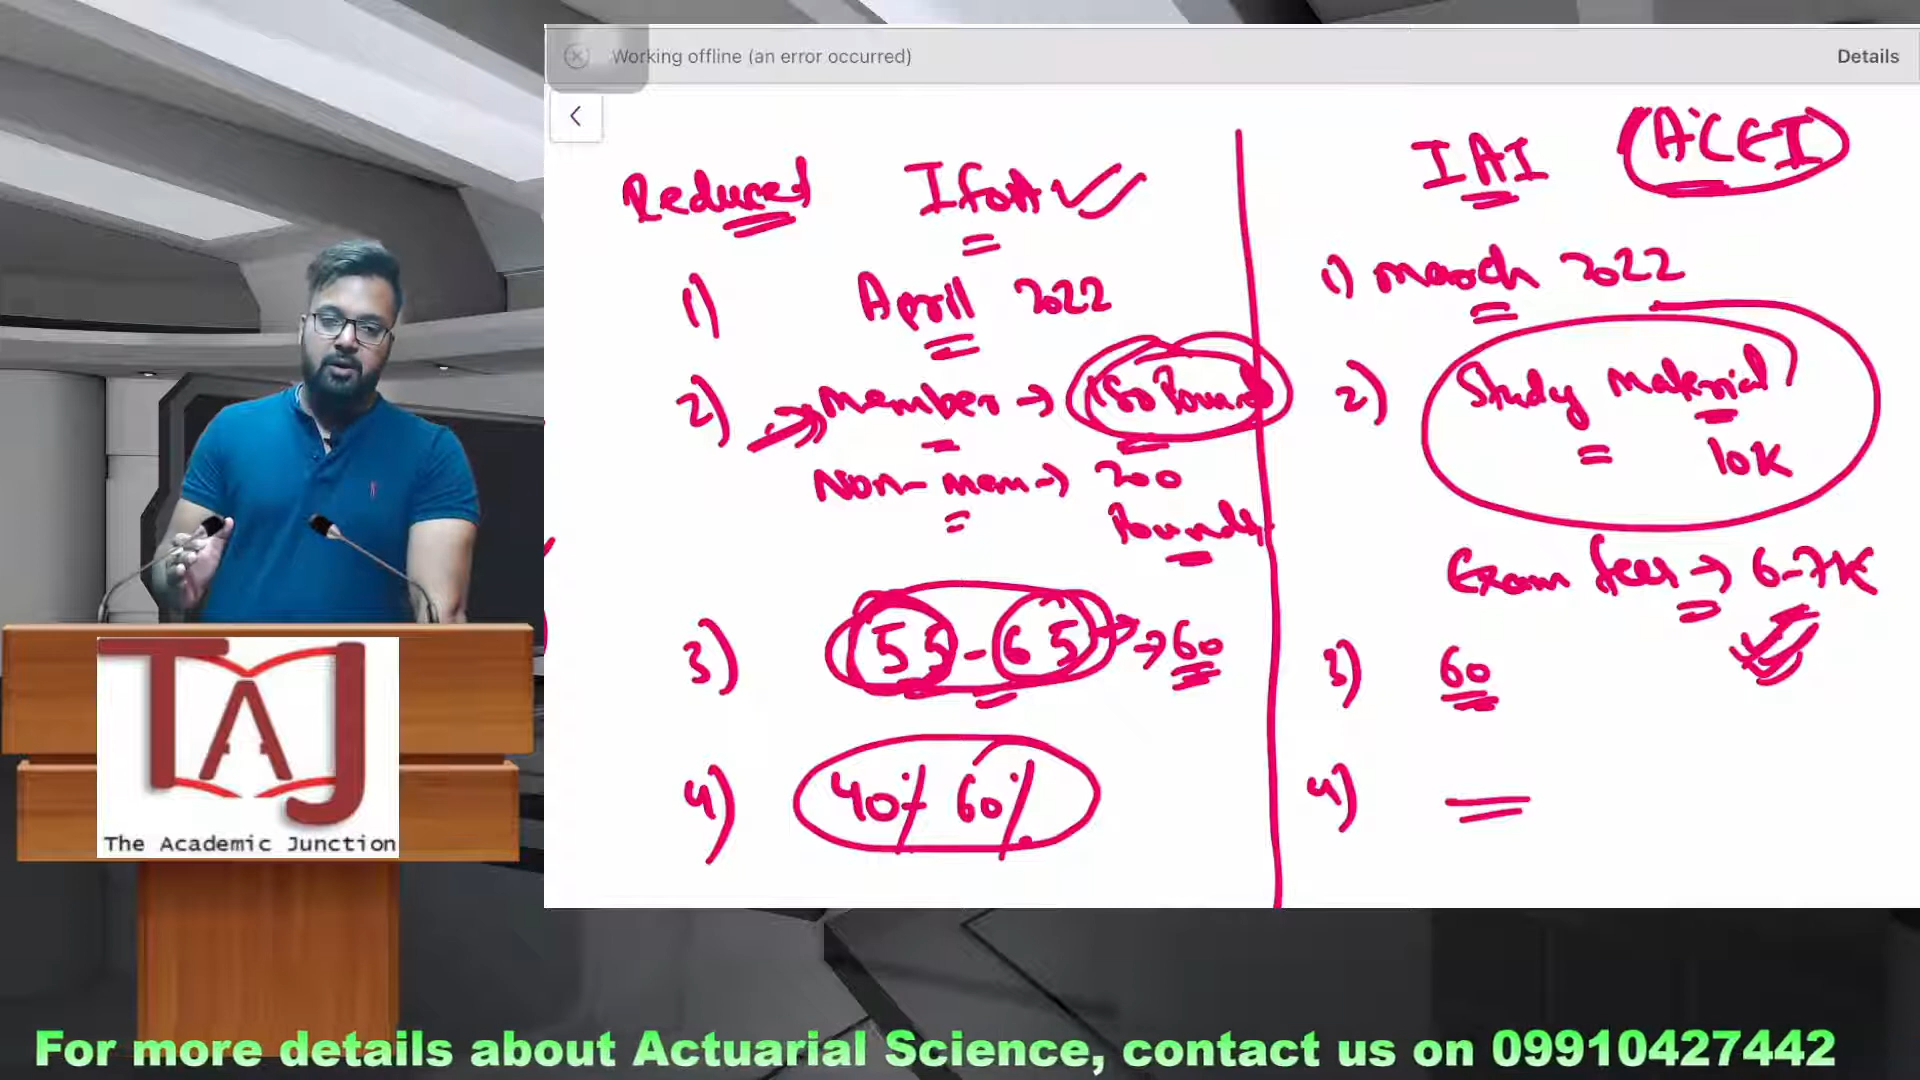 Working offline (an error occurred)
Details
Reduced IFOA
1) April 2022
2) Member →
Non-mem → 200
Pounds
3) 55 - 65 → 60
4) 40% 60%
IAI ACEI
1) March 2022
2) Study Material
10K
Exam fees → 6-7K
3) 60
4)
TAJ
The Academic Junction
For more details about Actuarial Science, contact us on 09910427442